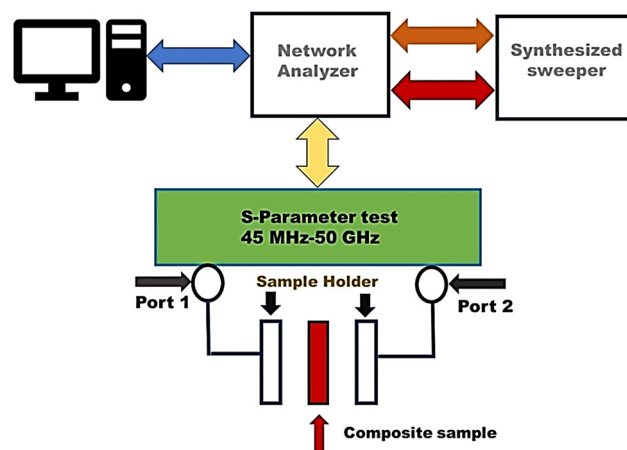 Network
Analyzer
Synthesized
sweeper
S-Parameter test
45 MHz-50 GHz
Sample Holder
Port 1
Port 2
Composite sample